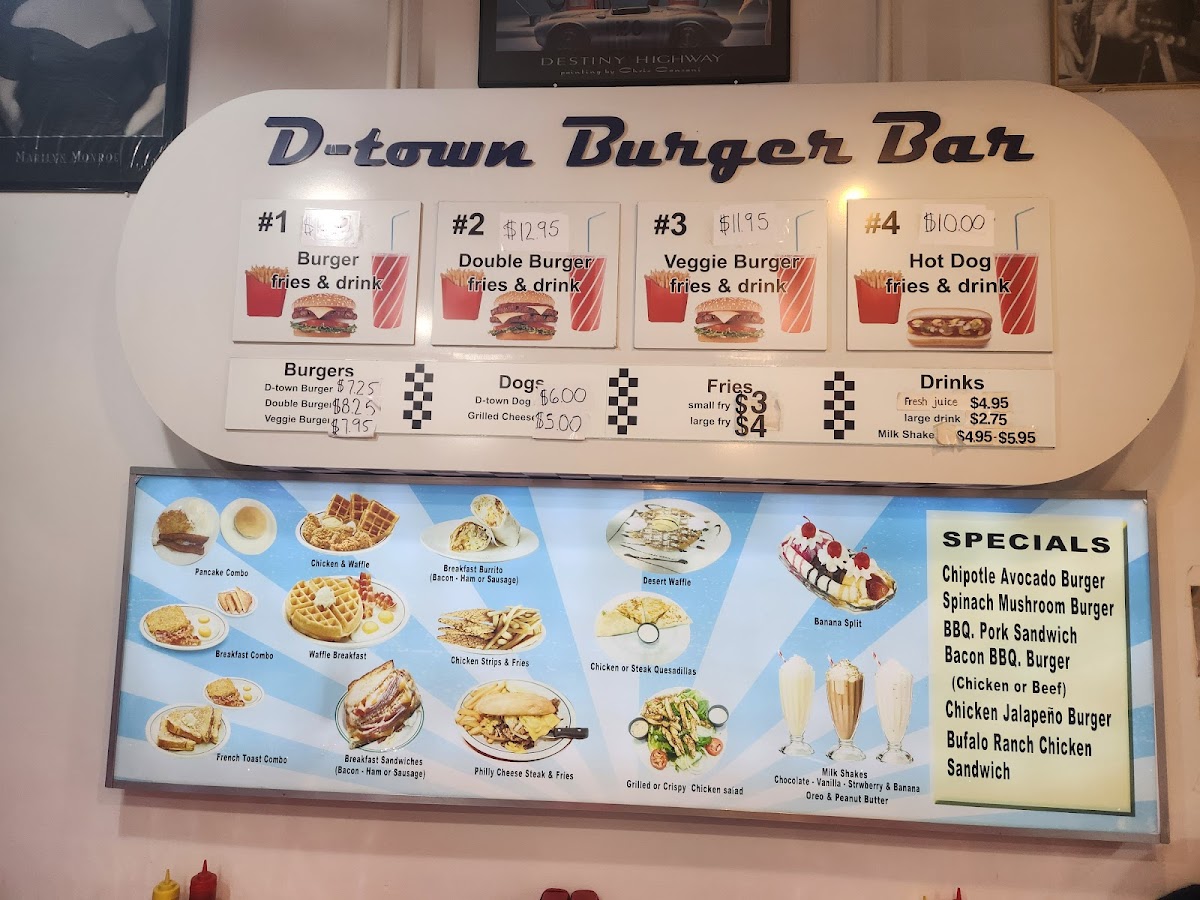 MARILYN MONROE
DESTINY HIGHWAY
painting by
D-town Burger Bar
#1
Burger
fries & drink
#2 $12.95
Double Burger
fries & drink
#3 $11.95
Veggie Burger
fries & drink
#4 $10.00
Hot Dog
fries & drink
Burgers
D-town Burger $7.25
Double Burger $8.25
Veggie Burger $7.95
Dogs
D-town Dog $6.00
Grilled Cheese $5.00
Fries
small fry $3
large fry $4
Drinks
Fresh juice $4.95
large drink $2.75
Milk Shake $4.95-$5.95
Pancake Combo
Chicken & Waffle
Breakfast Burrito
(Bacon - Ham or Sausage)
Desert Waffle
Banana Split
Breakfast Combo
Waffle Breakfast
Chicken Strips & Fries
Chicken or Steak Quesadillas
French Toast Combo
Breakfast Sandwiches
(Bacon - Ham or Sausage)
Philly Cheese Steak & Fries
Grilled or Crispy Chicken salad
Milk Shakes
Chocolate - Vanilla - Strwberry & Banana
Oreo & Peanut Butter
SPECIALS
Chipotle Avocado Burger
Spinach Mushroom Burger
BBQ. Pork Sandwich
Bacon BBQ. Burger
(Chicken or Beef)
Chicken Jalapeño Burger
Bufalo Ranch Chicken
Sandwich